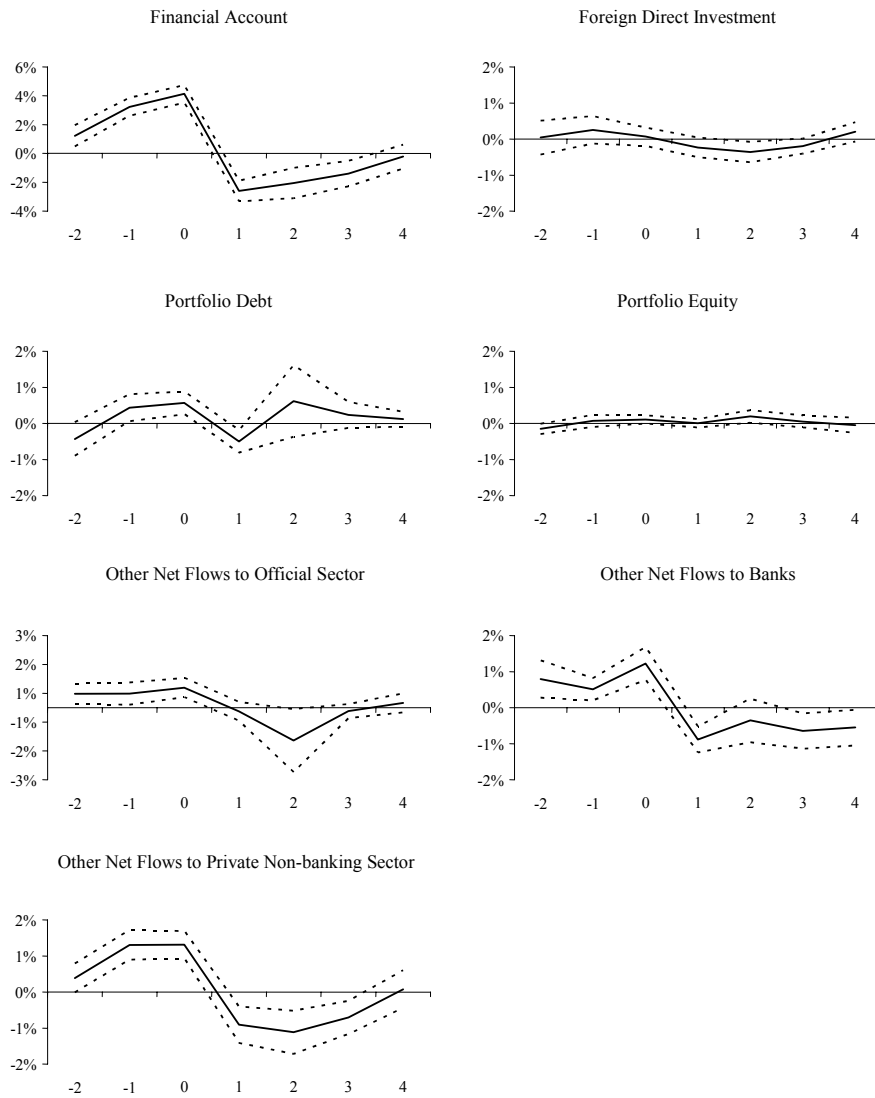 Financial Account
6%
4%
2%
0%
-2%
-4%
-2 -1 0 1 2 3 4
Foreign Direct Investment
2%
1%
0%
-1%
-2%
-2 -1 0 1 2 3 4
Portfolio Debt
2%
1%
0%
-1%
-2%
-2 -1 0 1 2 3 4
Portfolio Equity
2%
1%
0%
-1%
-2%
-2 -1 0 1 2 3 4
Other Net Flows to Official Sector
3%
2%
1%
-1%
-2%
-3%
-2 -1 0 1 2 3 4
Other Net Flows to Banks
2%
1%
0%
-1%
-2%
-2 -1 0 1 2 3 4
Other Net Flows to Private Non-banking Sector
2%
1%
0%
-1%
-2%
-2 -1 0 1 2 3 4